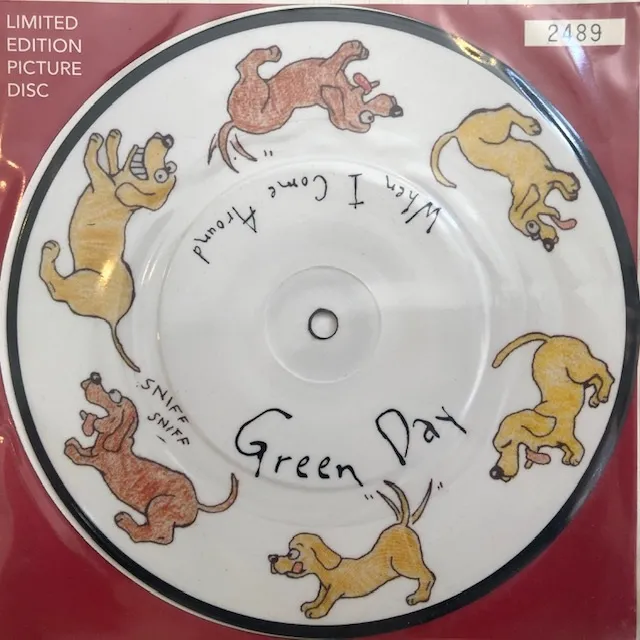 LIMITED
EDITION
PICTURE
DISC
2489
When I Come Around
SNIFF
SNIFF
Green Day